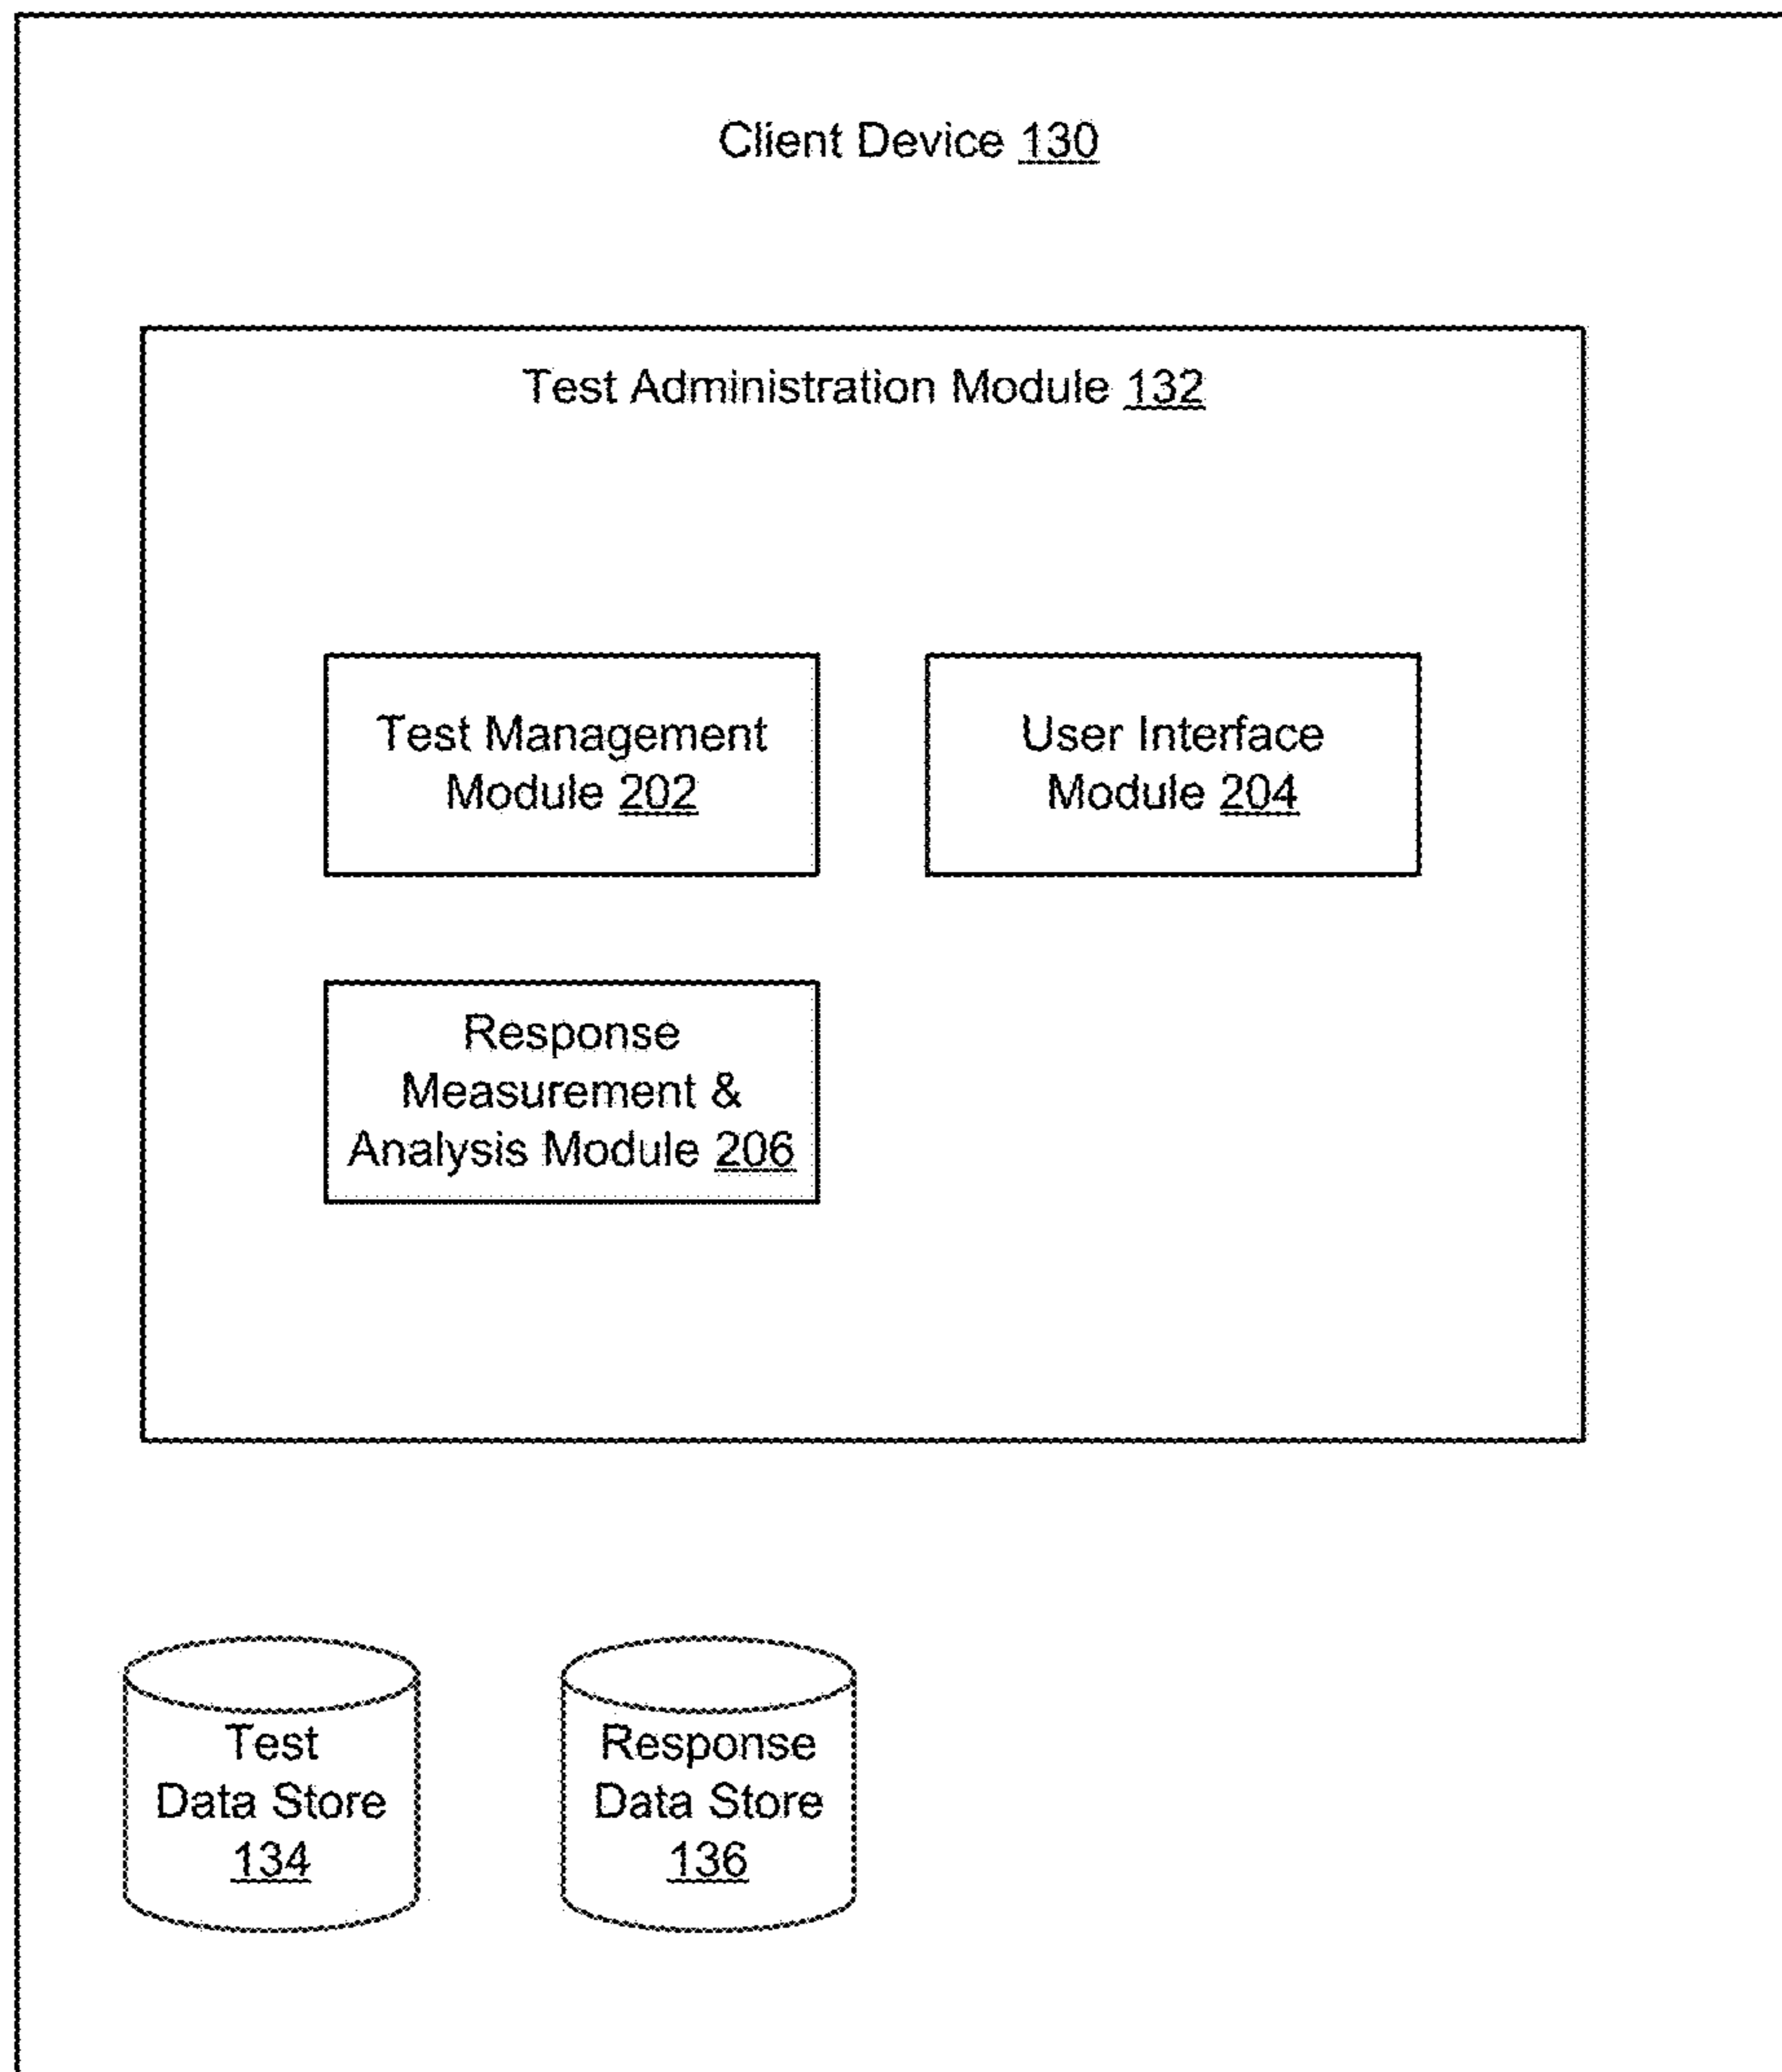 Client Device 130
Test Administration Module 132
Test Management
Module 202
User Interface
Module 204
Response
Measurement &
Analysis Module 206
Test
Data Store
134
Response
Data Store
136